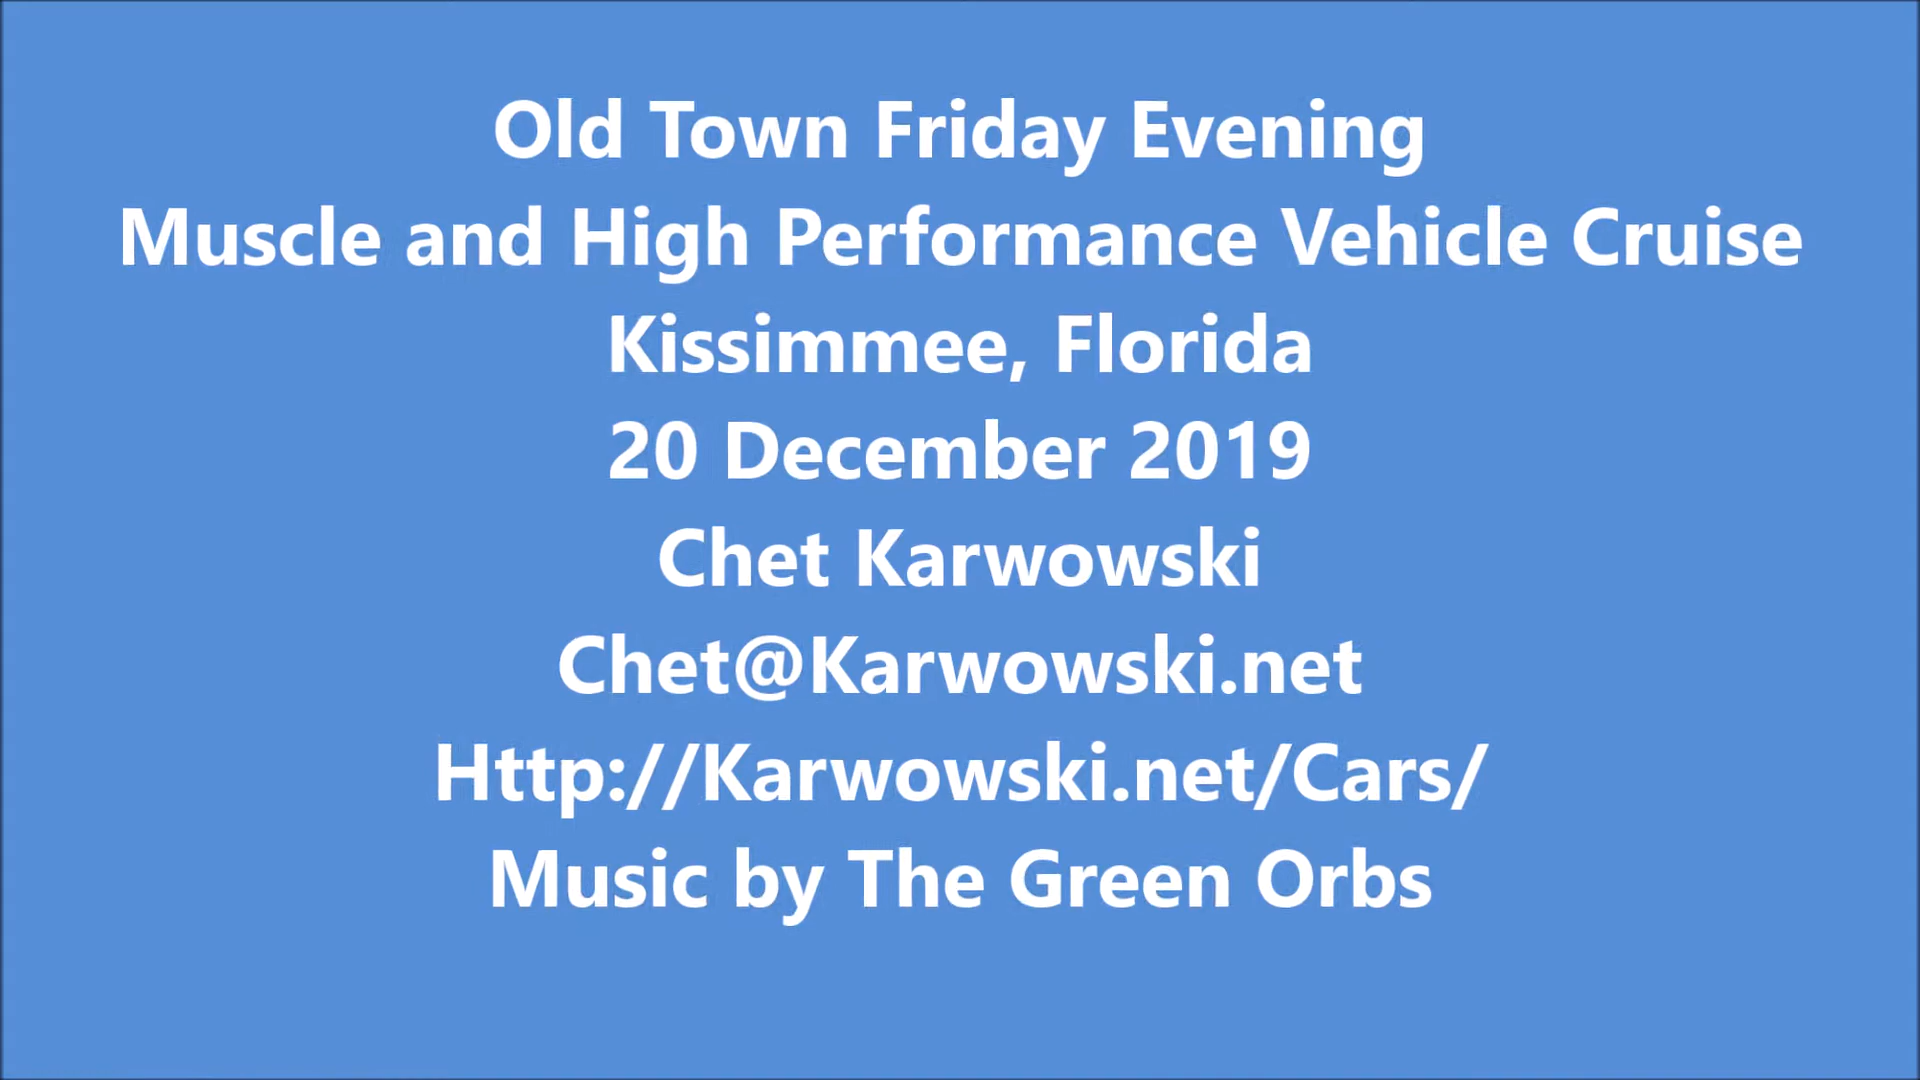 Old Town Friday Evening
Muscle and High Performance Vehicle Cruise
Kissimmee, Florida
20 December 2019
Chet Karwowski
Chet@Karwowski.net
Http://Karwowski.net/Cars/
Music by The Green Orbs